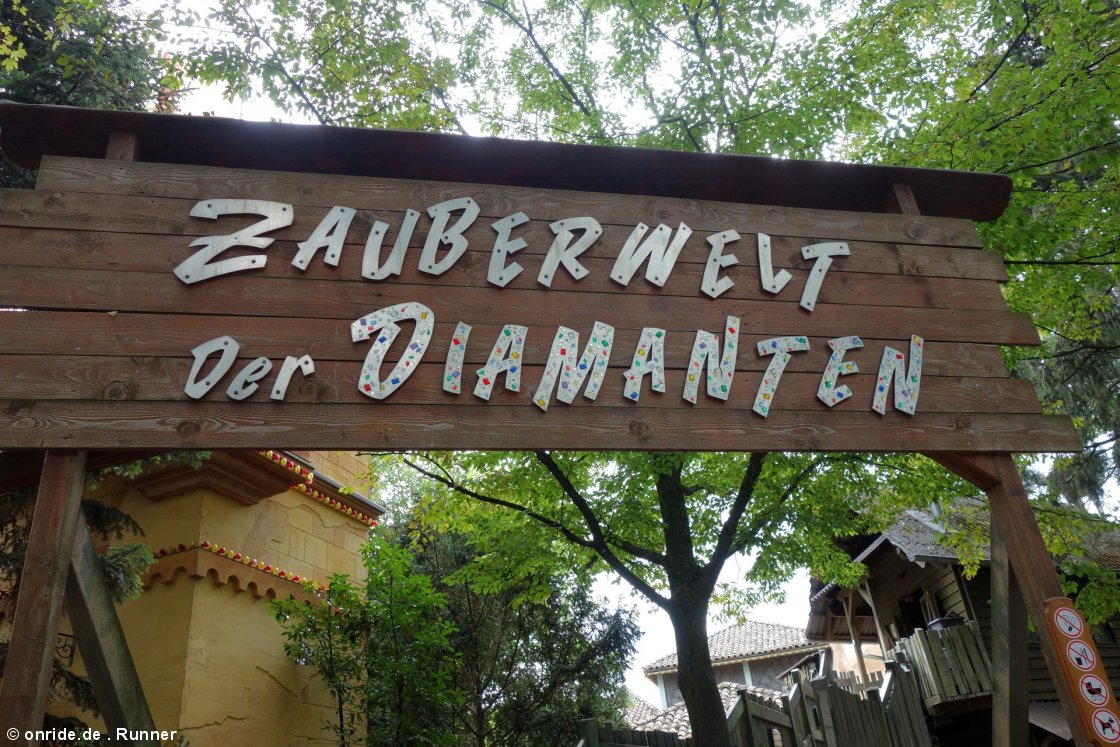 ZAUBERWELT
Der DIAMANTEN
© onride.de . Runner